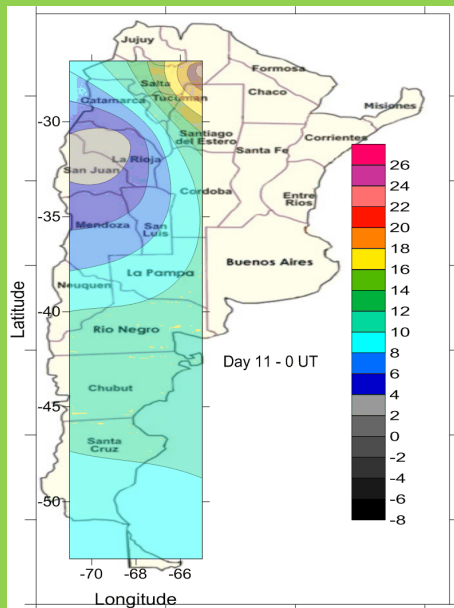 Jujuy
Salta
Formosa
Catamarca
Tucuman
Chaco
Misiones
-30
Santiago
del Estero
Corrientes
La Rioja
Santa Fe
San Juan
Cordoba
Entre
Rios
-35
Mendoza
San
Luis
Buenos Aires
La Pampa
Neuquen
-40
Rio Negro
Day 11 - 0 UT
Chubut
-45
Santa
Cruz
-50
-70 -68 -66
Longitude
Latitude
26
24
22
20
18
16
14
12
10
8
6
4
2
0
-2
-4
-6
-8